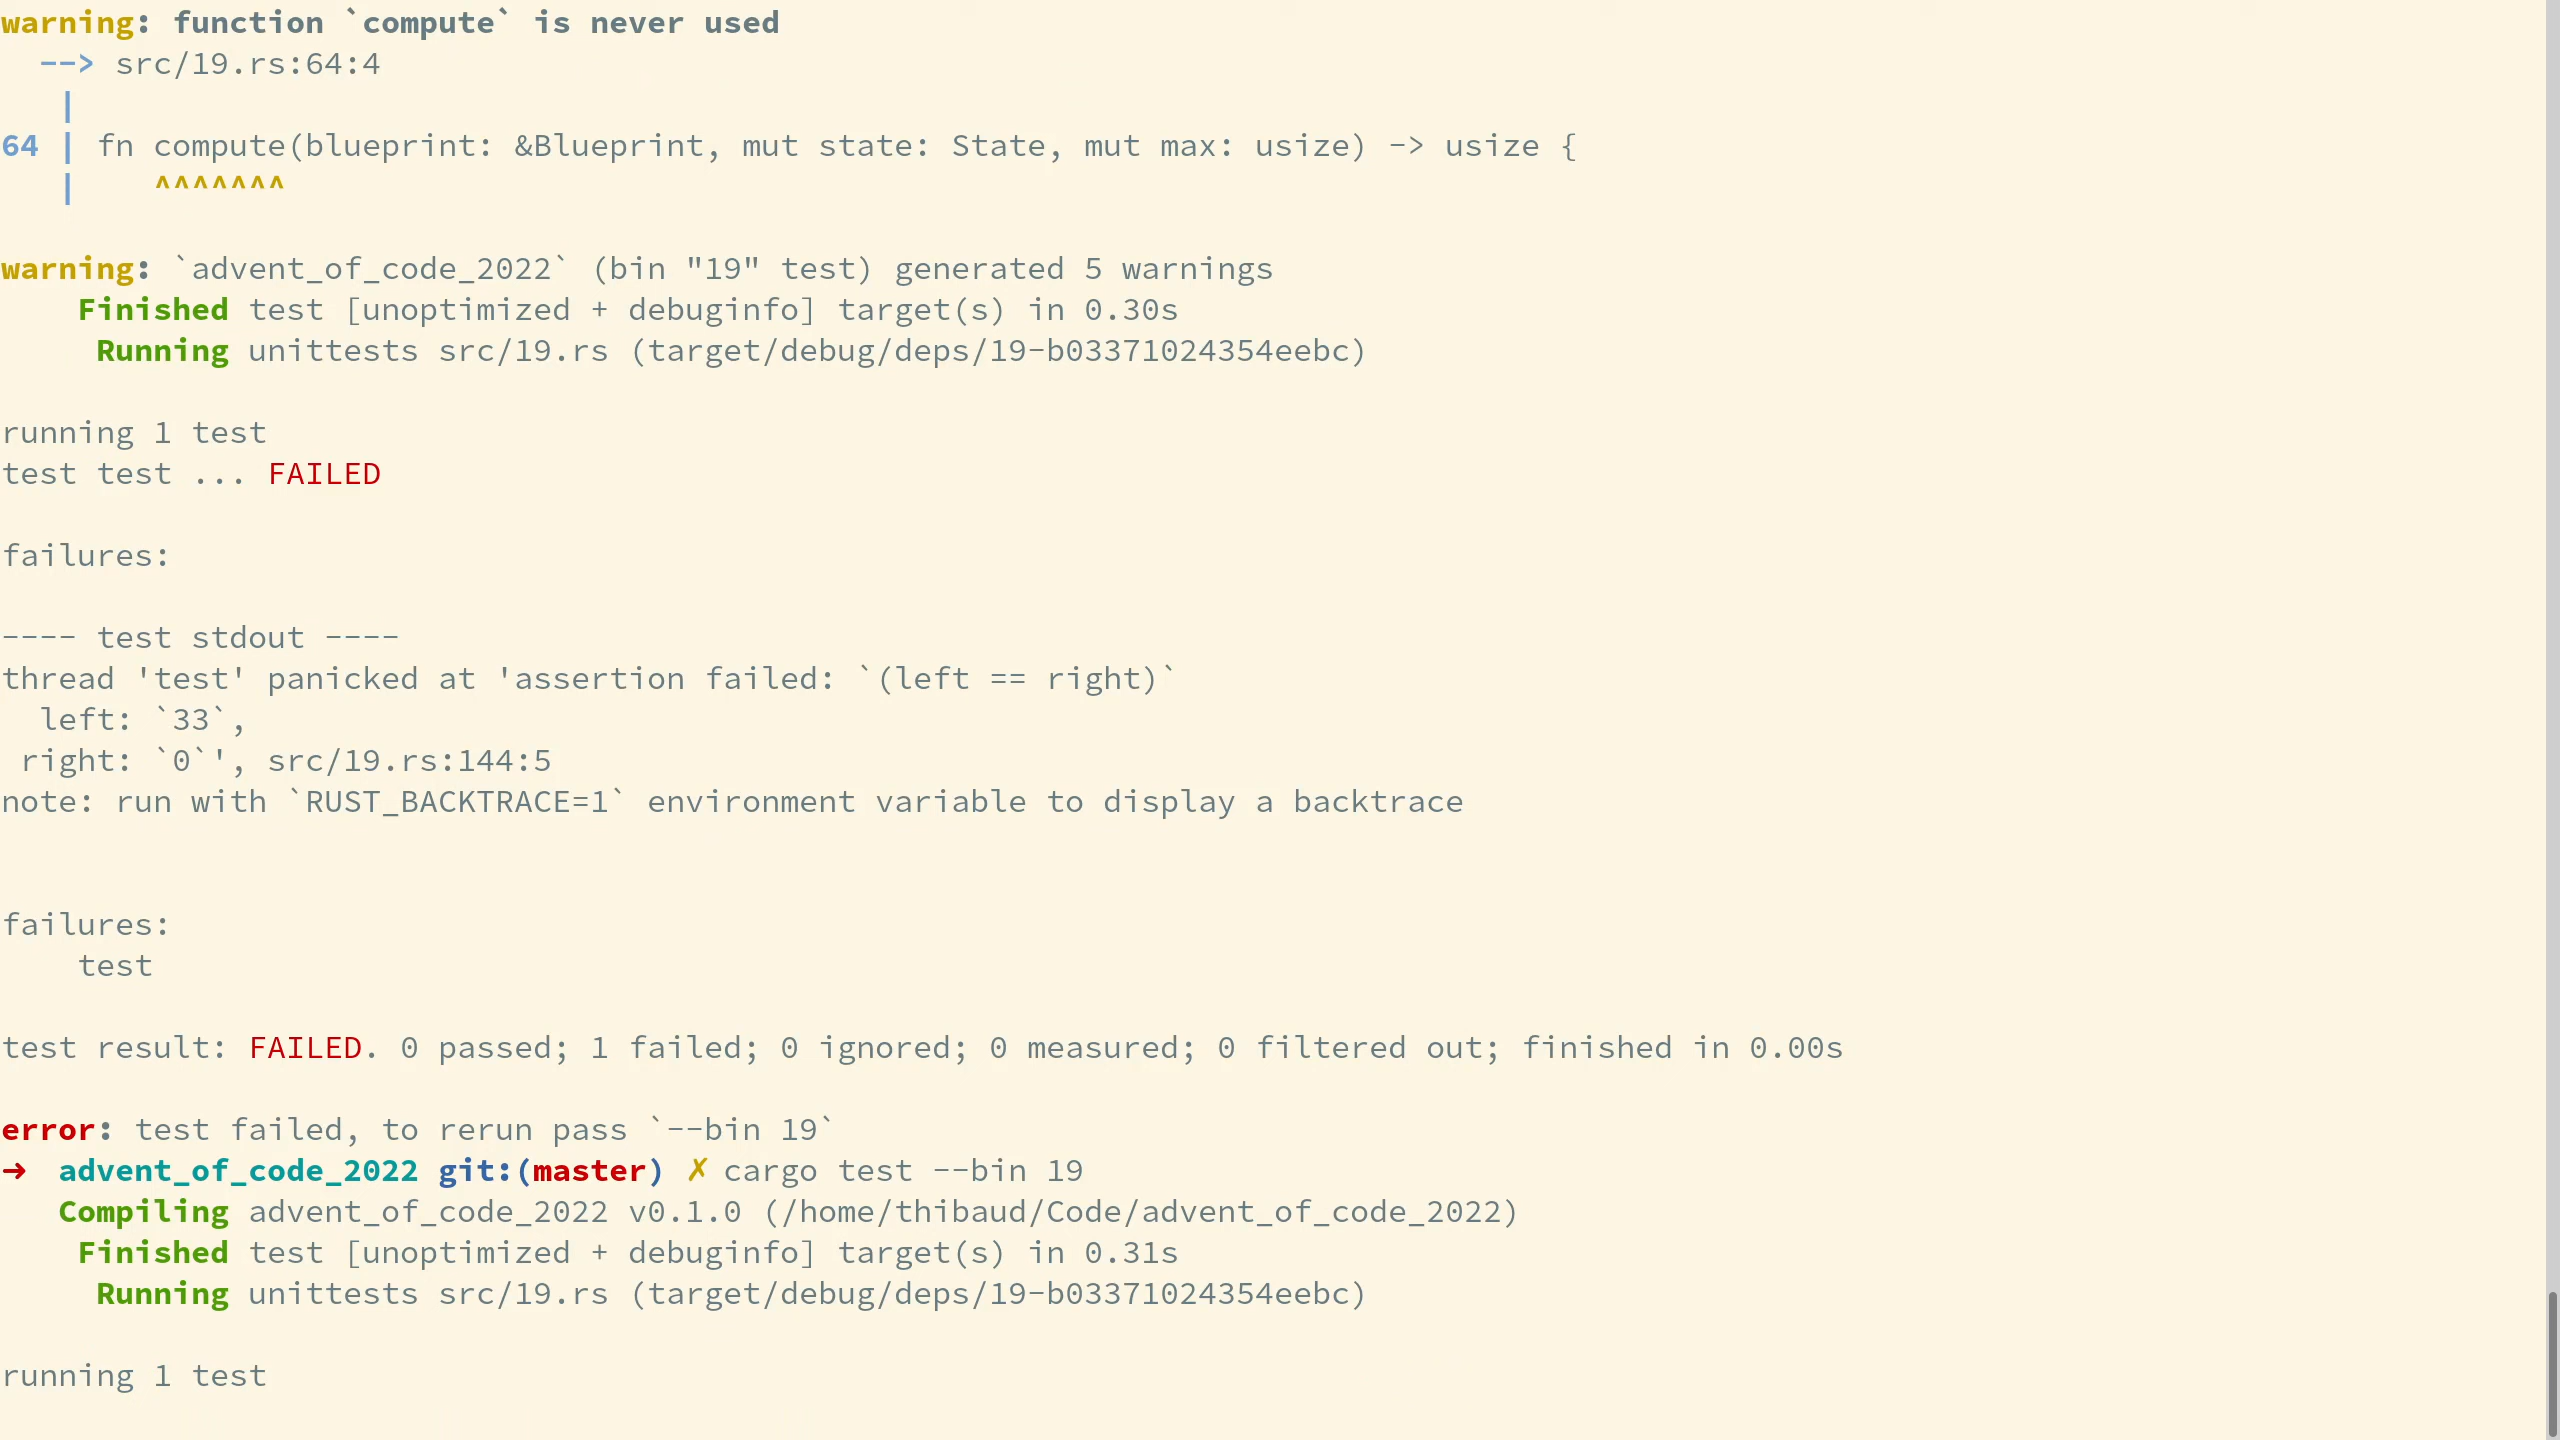 warning: function `compute` is never used
  --> src/19.rs:64:4
   |
64 | fn compute(blueprint: &Blueprint, mut state: State, mut max: usize) -> usize {
   |    ^^^^^^^

warning: `advent_of_code_2022` (bin "19" test) generated 5 warnings
    Finished test [unoptimized + debuginfo] target(s) in 0.30s
     Running unittests src/19.rs (target/debug/deps/19-b03371024354eebc)

running 1 test
test test ... FAILED

failures:

---- test stdout ----
thread 'test' panicked at 'assertion failed: `(left == right)`
  left: `33`,
 right: `0`', src/19.rs:144:5
note: run with `RUST_BACKTRACE=1` environment variable to display a backtrace


failures:
    test

test result: FAILED. 0 passed; 1 failed; 0 ignored; 0 measured; 0 filtered out; finished in 0.00s

error: test failed, to rerun pass `--bin 19`
➜  advent_of_code_2022 git:(master) ✗ cargo test --bin 19
   Compiling advent_of_code_2022 v0.1.0 (/home/thibaud/Code/advent_of_code_2022)
    Finished test [unoptimized + debuginfo] target(s) in 0.31s
     Running unittests src/19.rs (target/debug/deps/19-b03371024354eebc)

running 1 test